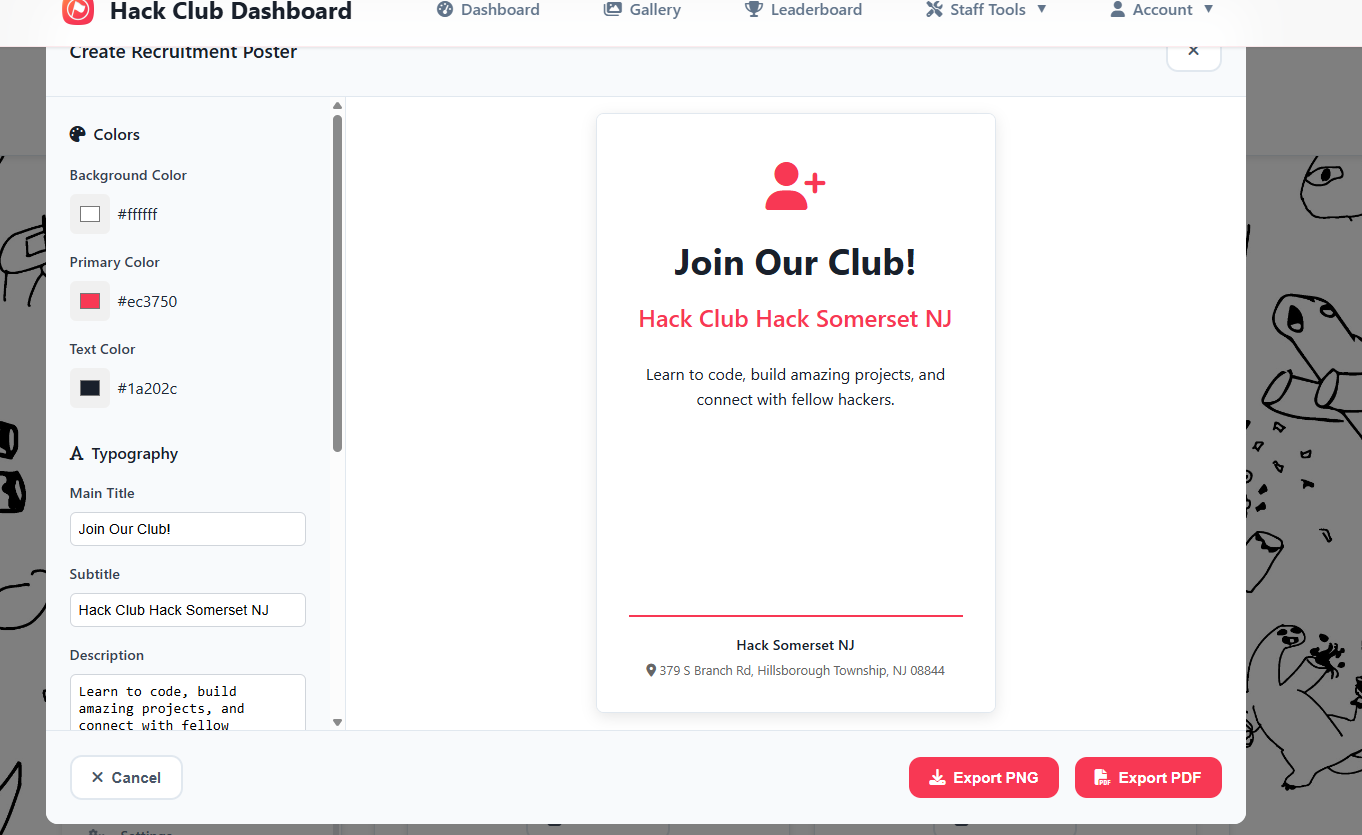 Hack Club Dashboard
Dashboard
Gallery
Leaderboard
Staff Tools ▼
Account ▼
Create Recruitment Poster
×
Colors
Background Color
#ffffff
Primary Color
#ec3750
Text Color
#1a202c
Typography
Main Title
Join Our Club!
Subtitle
Hack Club Hack Somerset NJ
Description
Learn to code, build
amazing projects, and
connect with fellow
Join Our Club!
Hack Club Hack Somerset NJ
Learn to code, build amazing projects, and
connect with fellow hackers.
Hack Somerset NJ
379 S Branch Rd, Hillsborough Township, NJ 08844
× Cancel
Export PNG
Export PDF
Settings